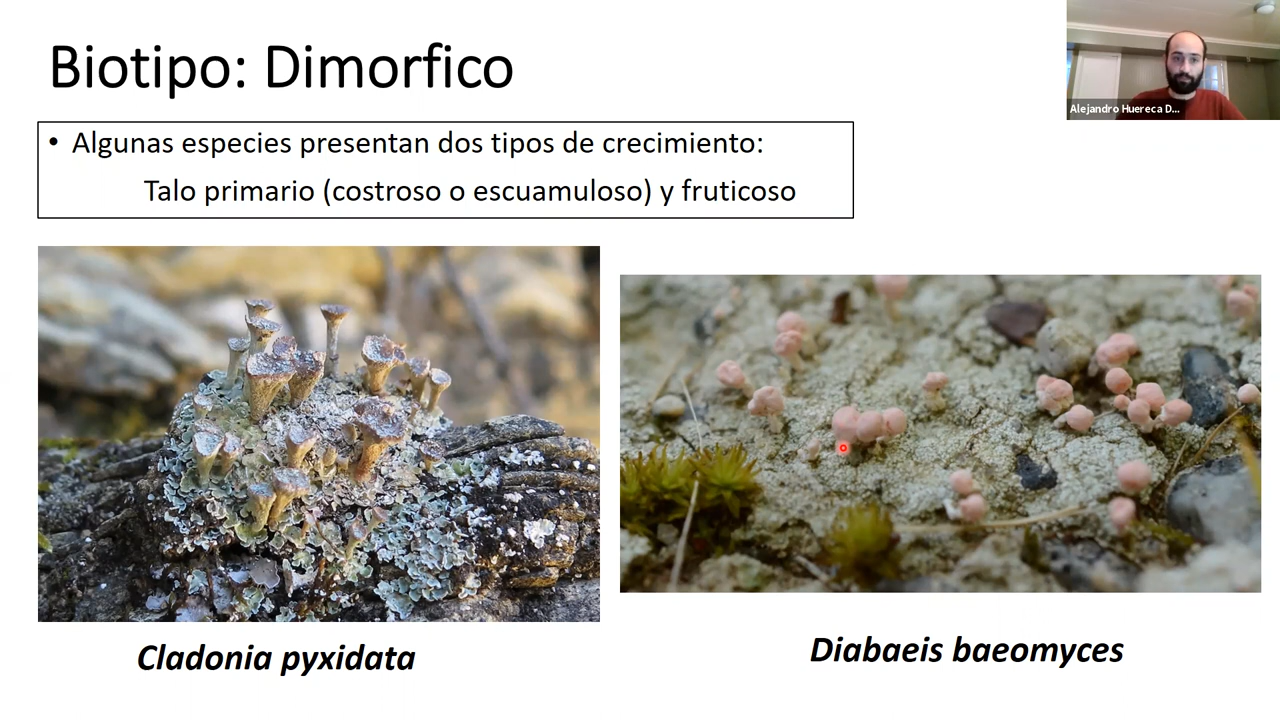 Biotipo: Dimorfico
Alejandro Huereca D...
• Algunas especies presentan dos tipos de crecimiento:
Talo primario (costroso o escuamuloso) y fruticoso
Cladonia pyxidata
Diabaeis baeomyces